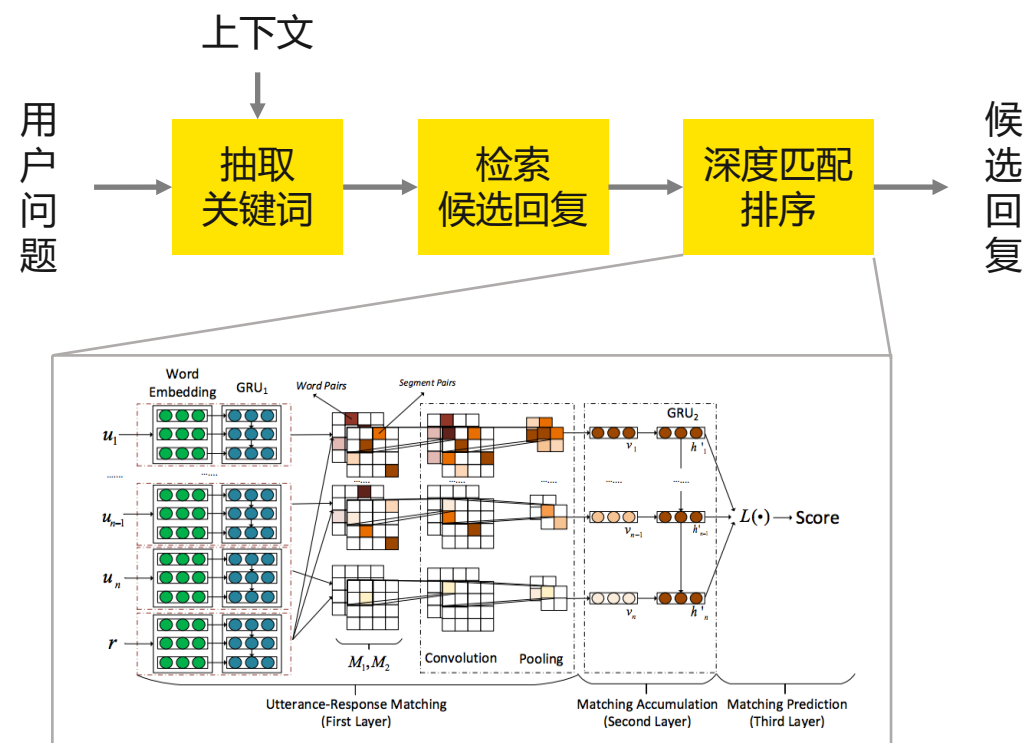 上下文
用户问题
抽取
关键词
检索
候选回复
深度匹配
排序
候选回复
Word
Embedding
GRU₁
Word Pairs
Segment Pairs
GRU₂
u₁
.......
uₙ₋₁
uₙ
r
.......
.......
.......
.......
.......
.......
v₁
h'₁
vₙ₋₁
h'ₙ₋₁
vₙ
h'ₙ
L(•)
Score
M₁,M₂
Convolution
Pooling
Utterance-Response Matching
(First Layer)
Matching Accumulation
(Second Layer)
Matching Prediction
(Third Layer)